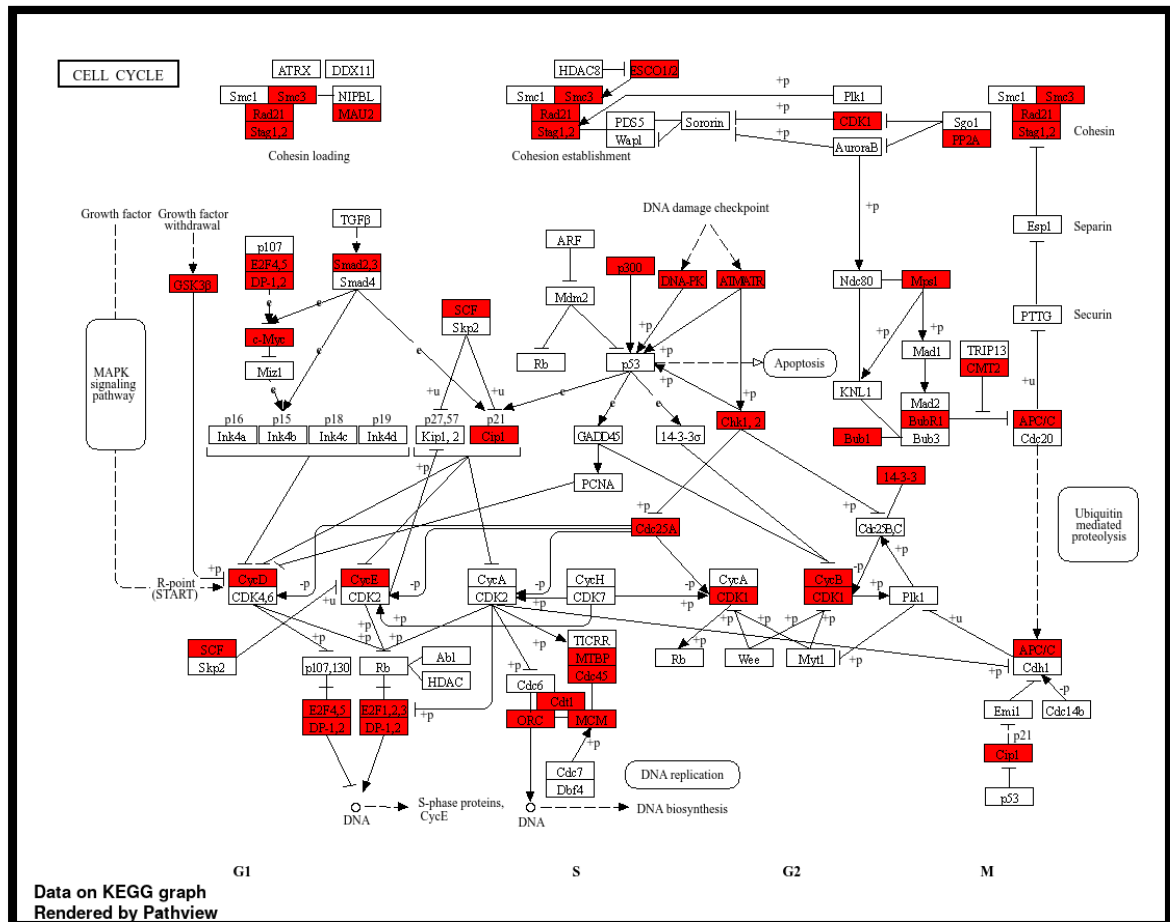 CELL CYCLE
ATRX DDX11
Smc1 Smc3 NIPBL
Rad21 MAU2
Stag1,2
Cohesin loading
HDAC8 ESCO1/2
+p
Smc1 Smc3 Plk1
Rad21 +p
Stag1,2 PDS5 Sororin CDK1
Wapl +p AuroraB
Cohesion establishment
Sgo1
PP2A
Smc1 Smc3
Rad21
Stag1,2
Cohesin
Growth factor Growth factor
withdrawal
GSK3β
p107
E2F4,5
DP-1,2
TGFβ
Smad2,3
Smad4
e
c-Myc
e
Miz1
e
e
e
SCF
Skp2
+u
+u
ARF
Mdm2
Rb
p300
DNA damage checkpoint
DNA-PK
ATM/ATR
+p
+p
p53
+p
Apoptosis
e
e
e
+p
Ndc80
Mps1
+p
+p
Mad1
KNL1
Mad2
BubR1
Bub1
Bub3
TRIP13
CMT2
Esp1
Separin
PTTG
Securin
+u
APC/C
Cdc20
MAPK
signaling
pathway
p16 p15 p18 p19
Ink4a Ink4b Ink4c Ink4d
p27,57 p21
Kip1, 2 Cip1
+p
GADD45
14-3-3σ
Chk1, 2
PCNA
+p
+p
14-3-3
Cdc25B,C
Cdc25A
Ubiquitin
mediated
proteolysis
R-point
(START)
+p
CycD
CDK4,6
-p
CycE
CDK2
-p
+u
CycA
CDK2
-p
+p
CycH
CDK7
+p
CycA
CDK1
-p
CycB
CDK1
-p
+p
+p
Plk1
+u
SCF
Skp2
+p
+p
+p
+p
p107,130
Rb
Abl
HDAC
+p
+p
Cdc6
TICRR
MTBP
Cdc45
Rb
+p
Wee
Myt1
+p
+p
APC/C
Cdh1
-p
E2F4,5
DP-1,2
E2F1,2,3
DP-1,2
+p
Cdt1
ORC
MCM
+p
Cdc7
Dbf4
Emi1
Cdc14b
p21
Cip1
p53
DNA replication
DNA
S-phase proteins,
CycE
DNA
DNA biosynthesis
G1 S G2 M
Data on KEGG graph
Rendered by Pathview